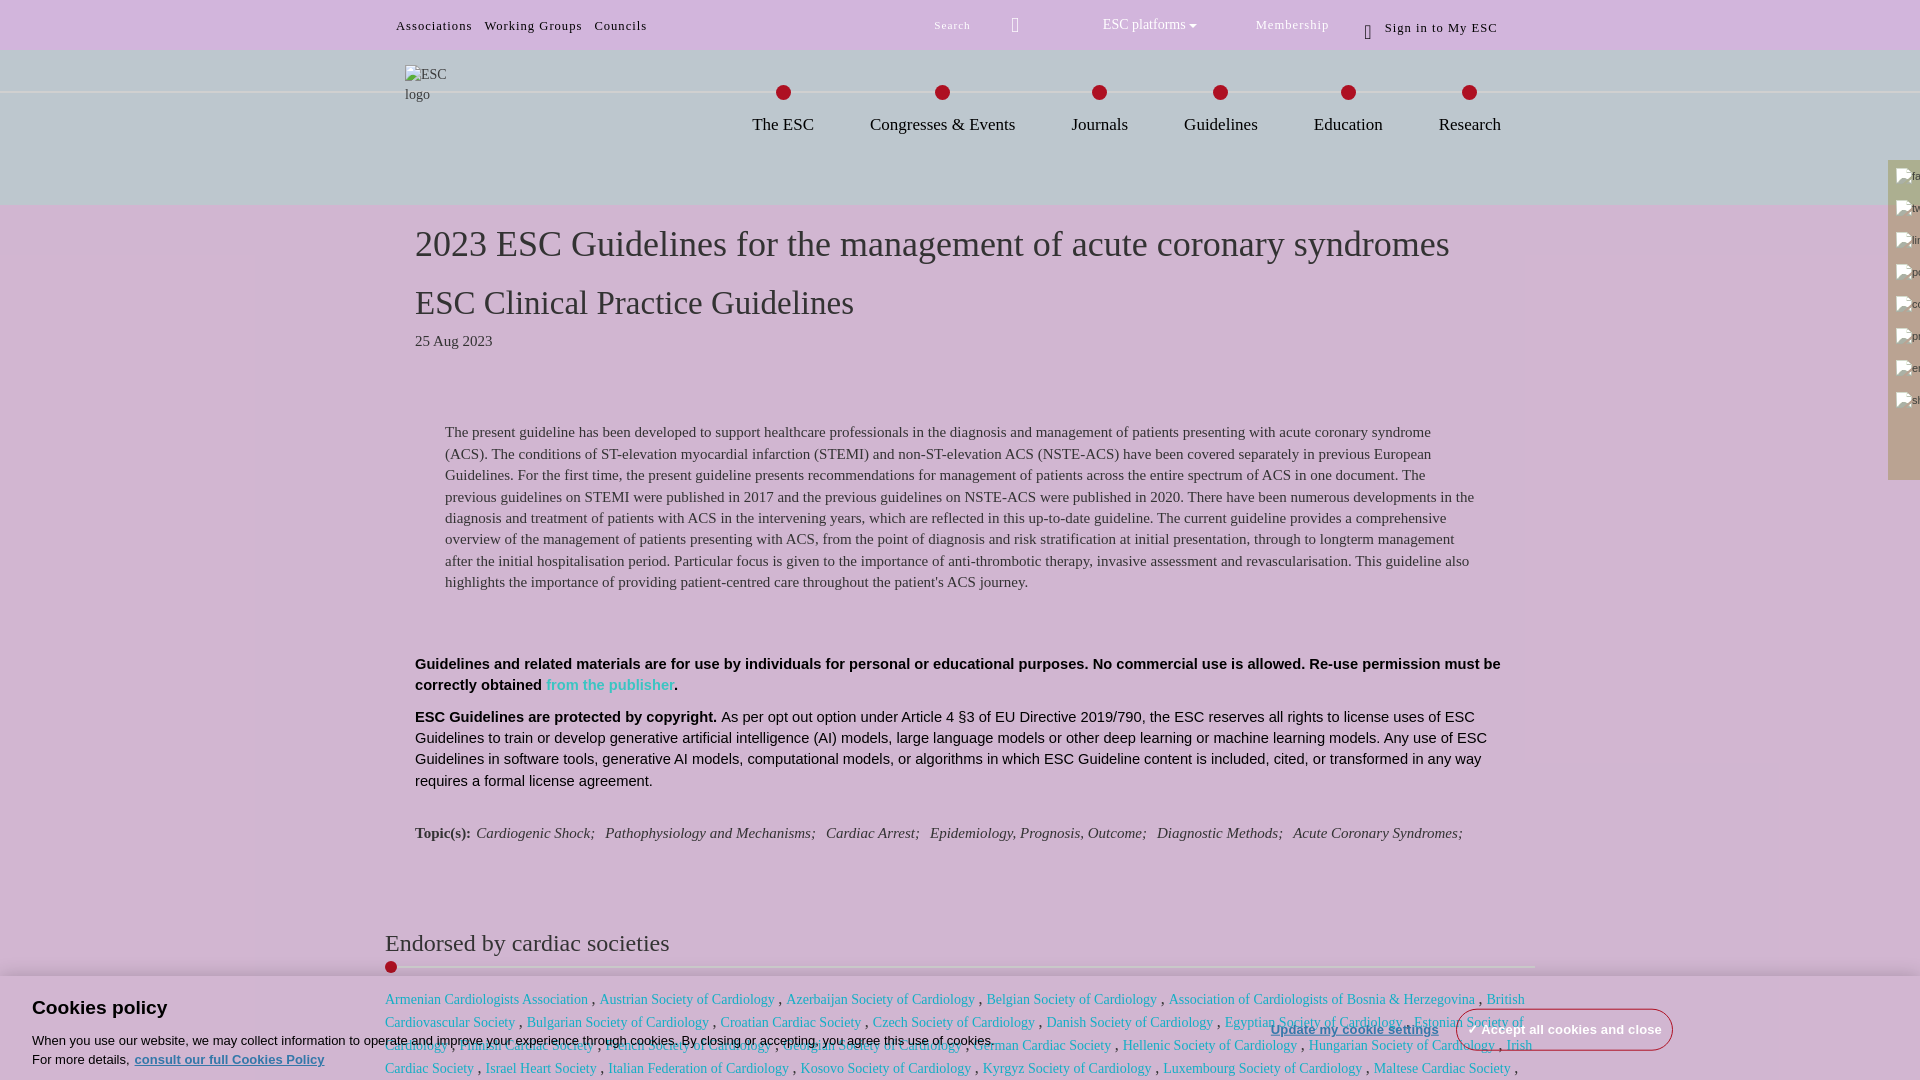 Associations Working Groups Councils Search ESC platforms Membership Sign in to My ESC
ESC
logo
The ESC Congresses & Events Journals Guidelines Education Research
2023 ESC Guidelines for the management of acute coronary syndromes
ESC Clinical Practice Guidelines
25 Aug 2023
The present guideline has been developed to support healthcare professionals in the diagnosis and management of patients presenting with acute coronary syndrome
(ACS). The conditions of ST-elevation myocardial infarction (STEMI) and non-ST-elevation ACS (NSTE-ACS) have been covered separately in previous European
Guidelines. For the first time, the present guideline presents recommendations for management of patients across the entire spectrum of ACS in one document. The
previous guidelines on STEMI were published in 2017 and the previous guidelines on NSTE-ACS were published in 2020. There have been numerous developments in the
diagnosis and treatment of patients with ACS in the intervening years, which are reflected in this up-to-date guideline. The current guideline provides a comprehensive
overview of the management of patients presenting with ACS, from the point of diagnosis and risk stratification at initial presentation, through to longterm management
after the initial hospitalisation period. Particular focus is given to the importance of anti-thrombotic therapy, invasive assessment and revascularisation. This guideline also
highlights the importance of providing patient-centred care throughout the patient's ACS journey.
Guidelines and related materials are for use by individuals for personal or educational purposes. No commercial use is allowed. Re-use permission must be
correctly obtained from the publisher.
ESC Guidelines are protected by copyright. As per opt out option under Article 4 §3 of EU Directive 2019/790, the ESC reserves all rights to license uses of ESC
Guidelines to train or develop generative artificial intelligence (AI) models, large language models or other deep learning or machine learning models. Any use of ESC
Guidelines in software tools, generative AI models, computational models, or algorithms in which ESC Guideline content is included, cited, or transformed in any way
requires a formal license agreement.
Topic(s): Cardiogenic Shock; Pathophysiology and Mechanisms; Cardiac Arrest; Epidemiology, Prognosis, Outcome; Diagnostic Methods; Acute Coronary Syndromes;
Endorsed by cardiac societies
Armenian Cardiologists Association , Austrian Society of Cardiology , Azerbaijan Society of Cardiology , Belgian Society of Cardiology , Association of Cardiologists of Bosnia & Herzegovina , British
Cardiovascular Society , Bulgarian Society of Cardiology , Croatian Cardiac Society , Czech Society of Cardiology , Danish Society of Cardiology , Egyptian Society of Cardiology , Estonian Society of
Cardiology , Finnish Cardiac Society , French Society of Cardiology , Georgian Society of Cardiology , German Cardiac Society , Hellenic Society of Cardiology , Hungarian Society of Cardiology , Irish
Cardiac Society , Israel Heart Society , Italian Federation of Cardiology , Kosovo Society of Cardiology , Kyrgyz Society of Cardiology , Luxembourg Society of Cardiology , Maltese Cardiac Society ,
Cookies policy
When you use our website, we may collect information to operate and improve your experience through cookies. By closing or accepting, you agree this use of cookies.
For more details, consult our full Cookies Policy
Update my cookie settings
✓ Accept all cookies and close